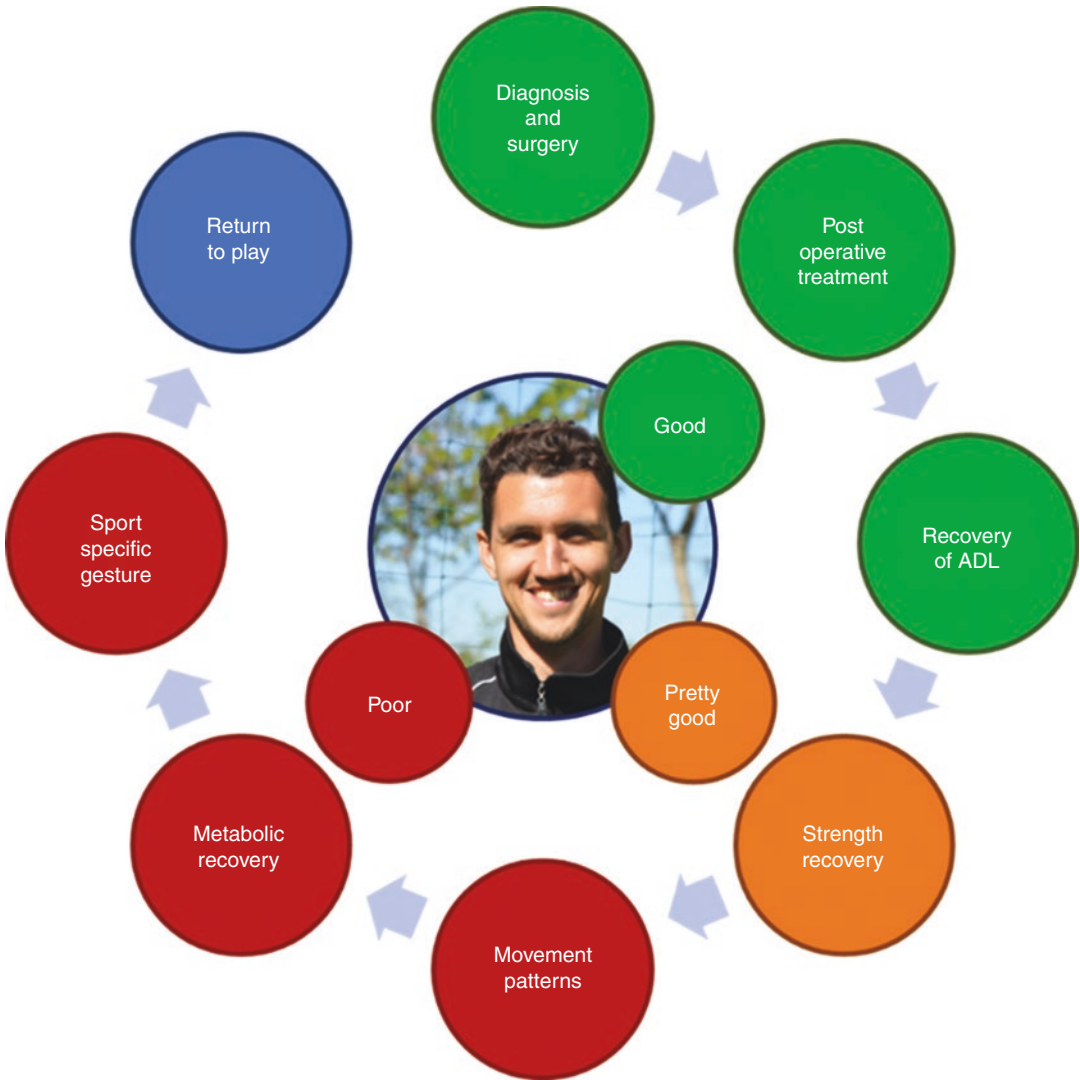 Diagnosis
and
surgery
Post
operative
treatment
Recovery
of ADL
Strength
recovery
Movement
patterns
Metabolic
recovery
Sport
specific
gesture
Return
to play
Good
Pretty
good
Poor